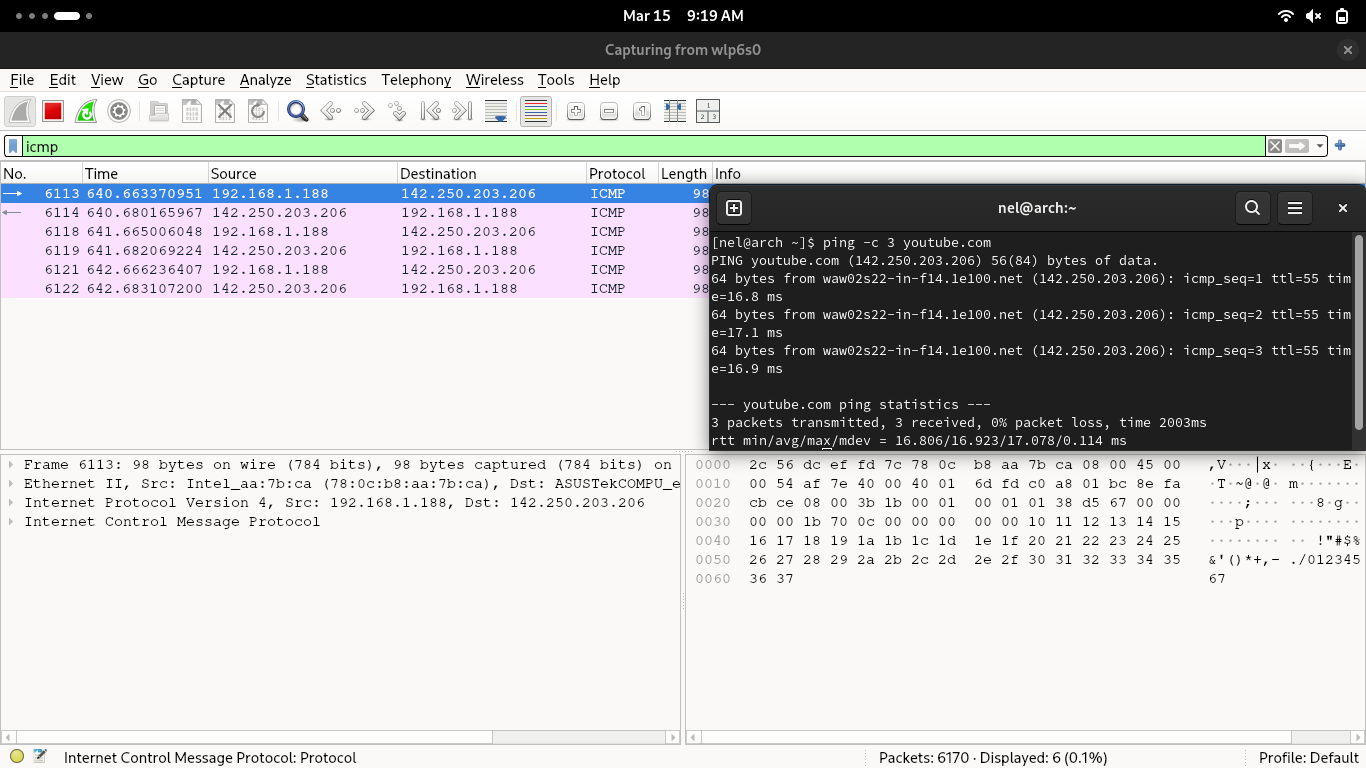 Mar 15 9:19 AM
Capturing from wlp6s0
File Edit View Go Capture Analyze Statistics Telephony Wireless Tools Help
icmp
No. Time Source Destination Protocol Length Info
6113 640.663370951 192.168.1.188 142.250.203.206 ICMP 98
6114 640.680165967 142.250.203.206 192.168.1.188 ICMP 98
6118 641.665006048 192.168.1.188 142.250.203.206 ICMP 98
6119 641.682069224 142.250.203.206 192.168.1.188 ICMP 98
6121 642.666236407 192.168.1.188 142.250.203.206 ICMP 98
6122 642.683107200 142.250.203.206 192.168.1.188 ICMP 98
nel@arch:~
[nel@arch ~]$ ping -c 3 youtube.com
PING youtube.com (142.250.203.206) 56(84) bytes of data.
64 bytes from waw02s22-in-f14.1e100.net (142.250.203.206): icmp_seq=1 ttl=55 tim
e=16.8 ms
64 bytes from waw02s22-in-f14.1e100.net (142.250.203.206): icmp_seq=2 ttl=55 tim
e=17.1 ms
64 bytes from waw02s22-in-f14.1e100.net (142.250.203.206): icmp_seq=3 ttl=55 tim
e=16.9 ms
--- youtube.com ping statistics ---
3 packets transmitted, 3 received, 0% packet loss, time 2003ms
rtt min/avg/max/mdev = 16.806/16.923/17.078/0.114 ms
Frame 6113: 98 bytes on wire (784 bits), 98 bytes captured (784 bits) on
Ethernet II, Src: Intel_aa:7b:ca (78:0c:b8:aa:7b:ca), Dst: ASUSTekCOMPU_e
Internet Protocol Version 4, Src: 192.168.1.188, Dst: 142.250.203.206
Internet Control Message Protocol
0000 2c 56 dc ef fd 7c 78 0c b8 aa 7b ca 08 00 45 00 ,V···|x· ··{···E·
0010 00 54 af 7e 40 00 40 01 6d fd c0 a8 01 bc 8e fa ·T·~@·@· m·······
0020 cb ce 08 00 3b 1b 00 01 00 01 01 38 d5 67 00 00 ····;··· ···8·g··
0030 00 00 1b 70 0c 00 00 00 00 00 10 11 12 13 14 15 ···p···· ········
0040 16 17 18 19 1a 1b 1c 1d 1e 1f 20 21 22 23 24 25 ········ ·· !"#$%
0050 26 27 28 29 2a 2b 2c 2d 2e 2f 30 31 32 33 34 35 &'()*+,- ./012345
0060 36 37 67
Internet Control Message Protocol: Protocol
Packets: 6170 · Displayed: 6 (0.1%)
Profile: Default